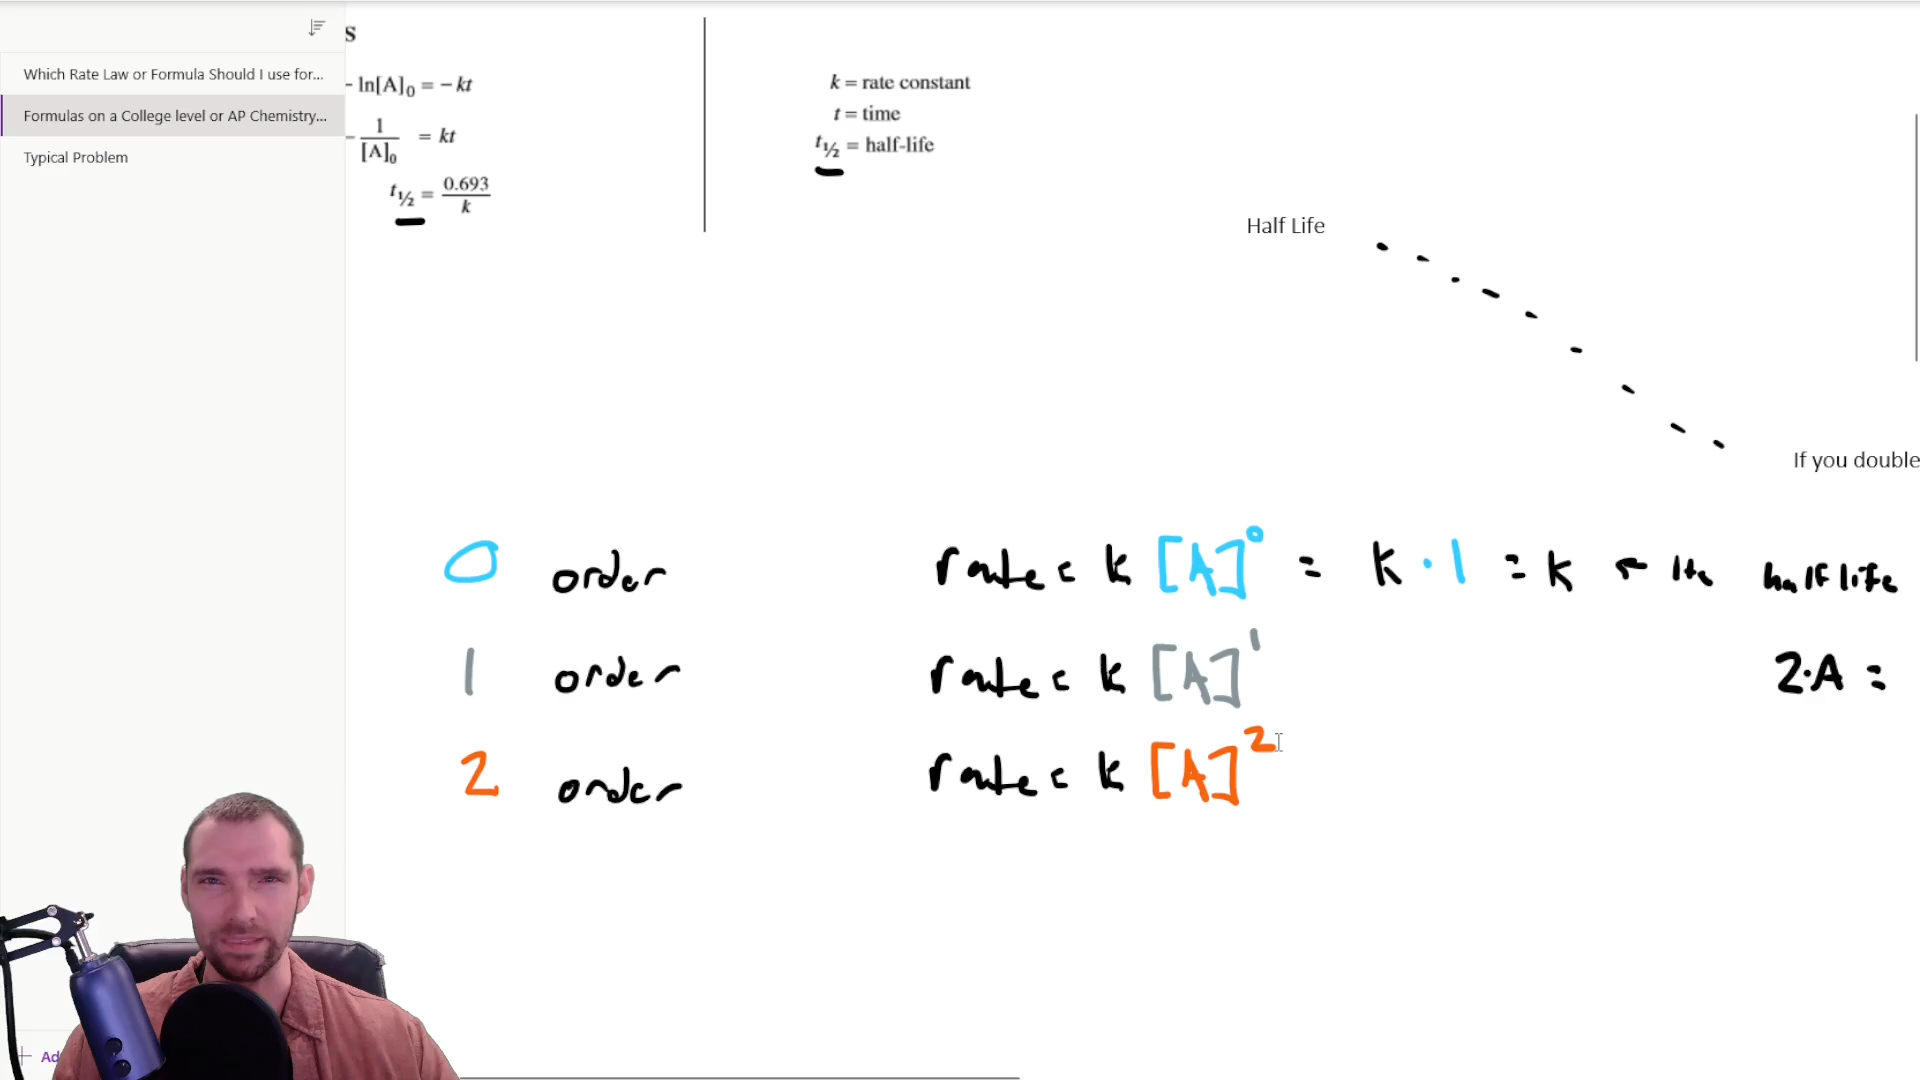 s
Which Rate Law or Formula Should I use for...
Formulas on a College level or AP Chemistry...
Typical Problem
- ln[A]₀ = - kt
- 1/[A]₀ = kt
t½ = 0.693/k
k = rate constant
t = time
t½ = half-life
Half Life
If you double
0 order rate = k [A]⁰ = k · 1 = k ← half life
1 order rate = k [A]¹
2·A =
2 order rate = k [A]²
+ Ad